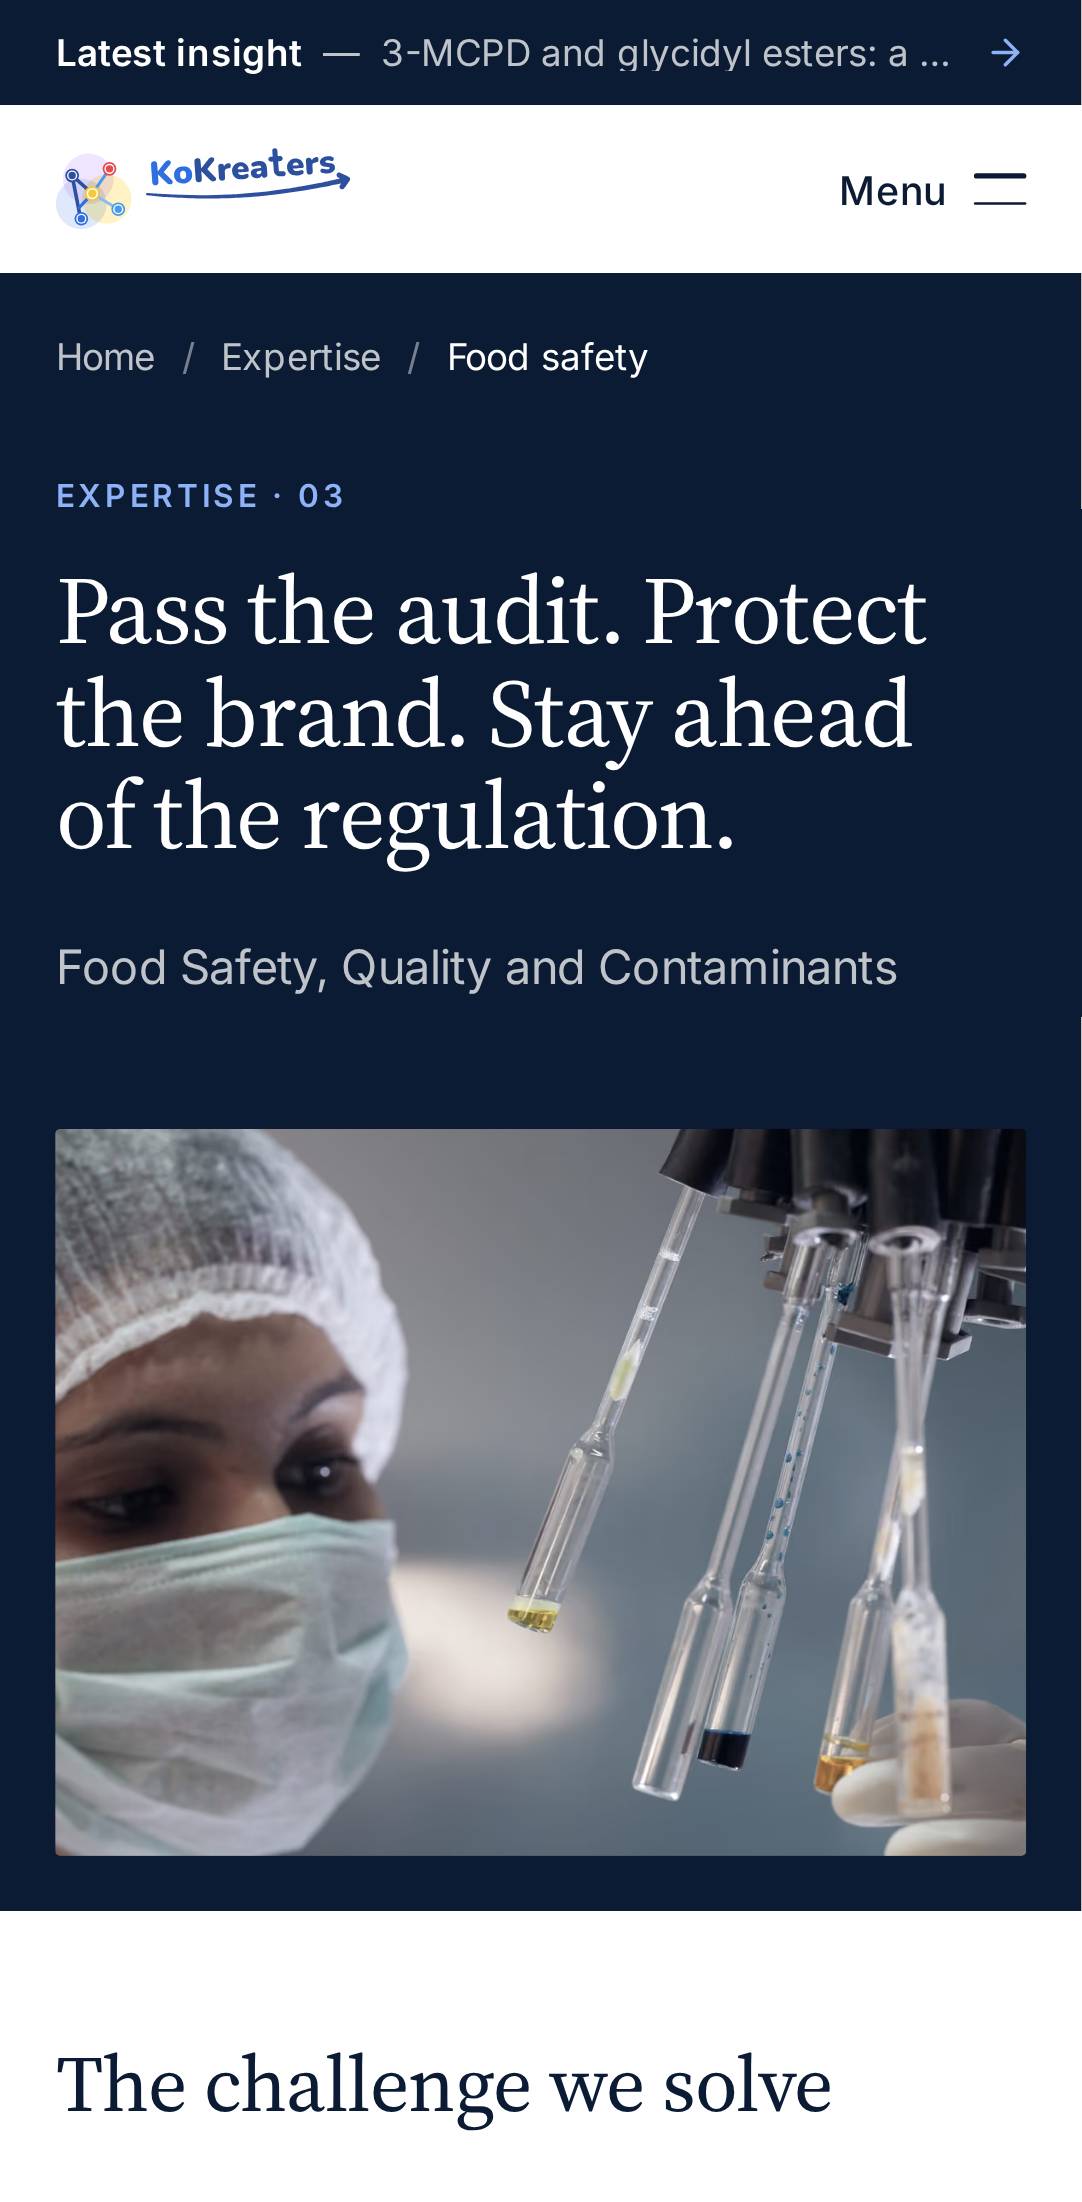 Latest insight — 3-MCPD and glycidyl esters: a ...
KoKreaters
Menu
Home / Expertise / Food safety
EXPERTISE · 03
Pass the audit. Protect
the brand. Stay ahead
of the regulation.
Food Safety, Quality and Contaminants
The challenge we solve